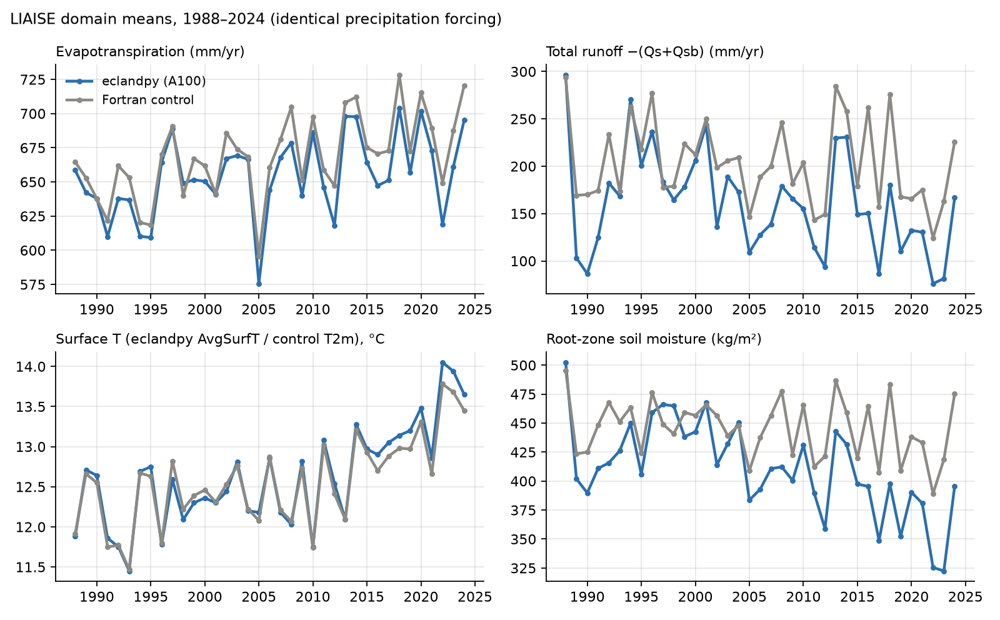 LIAISE domain means, 1988–2024 (identical precipitation forcing)
Evapotranspiration (mm/yr)
725
700
675
650
625
600
575
eclandpy (A100)
Fortran control
1990 1995 2000 2005 2010 2015 2020 2025
Total runoff −(Qs+Qsb) (mm/yr)
300
250
200
150
100
1990 1995 2000 2005 2010 2015 2020 2025
Surface T (eclandpy AvgSurfT / control T2m), °C
14.0
13.5
13.0
12.5
12.0
11.5
1990 1995 2000 2005 2010 2015 2020 2025
Root-zone soil moisture (kg/m²)
500
475
450
425
400
375
350
325
1990 1995 2000 2005 2010 2015 2020 2025